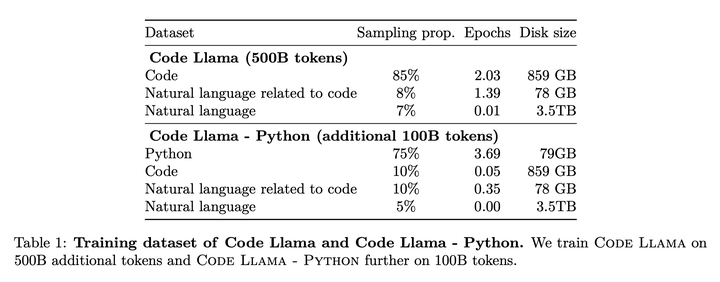 Dataset Sampling prop. Epochs Disk size
Code Llama (500B tokens)
Code 85% 2.03 859 GB
Natural language related to code 8% 1.39 78 GB
Natural language 7% 0.01 3.5TB
Code Llama - Python (additional 100B tokens)
Python 75% 3.69 79GB
Code 10% 0.05 859 GB
Natural language related to code 10% 0.35 78 GB
Natural language 5% 0.00 3.5TB
Table 1: Training dataset of Code Llama and Code Llama - Python. We train Code Llama on
500B additional tokens and Code Llama - Python further on 100B tokens.